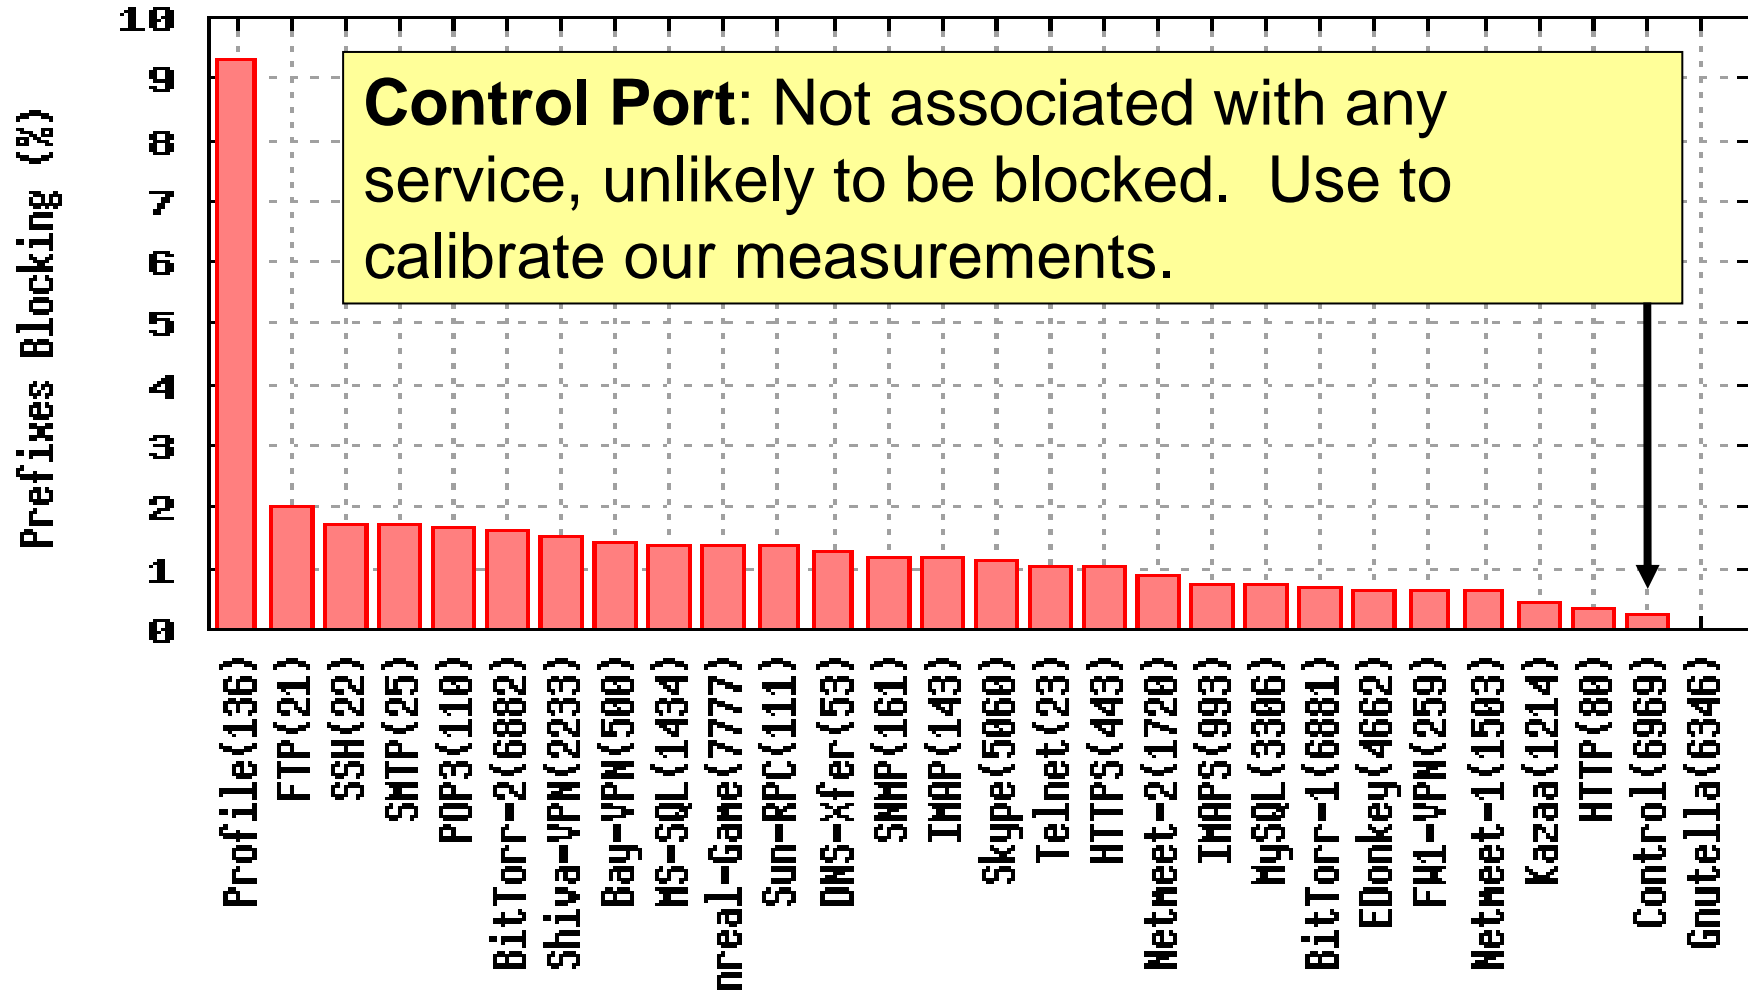 10
9
8
7
6
5
4
3
2
1
0
Prefixes Blocking (%)
Control Port: Not associated with any
service, unlikely to be blocked.  Use to
calibrate our measurements.
Profile(136)
FTP(21)
SSH(22)
SMTP(25)
POP3(110)
BitTorr-2(6882)
Shiva-VPN(2233)
Bay-VPN(500)
MS-SQL(1434)
nreal-Game(7777)
Sun-RPC(111)
DNS-Xfer(53)
SNMP(161)
IMAP(143)
Skype(5060)
Telnet(23)
HTTPS(443)
Netmeet-2(1720)
IMAPS(993)
MySQL(3306)
BitTorr-1(6881)
EDonkey(4662)
FW1-VPN(259)
Netmeet-1(1503)
Kazaa(1214)
HTTP(80)
Control(6969)
Gnutella(6346)